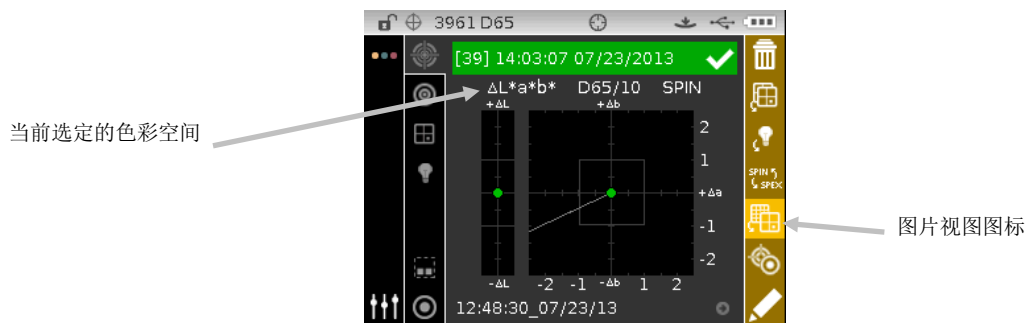 3961 D65
[39] 14:03:07 07/23/2013
ΔL*a*b* D65/10 SPIN
+ΔL +Δb
2
1
+Δa
-1
-2
-ΔL -2 -1 -Δb 1 2
12:48:30_07/23/13
SPIN
SPEX
当前选定的色彩空间
图片视图图标